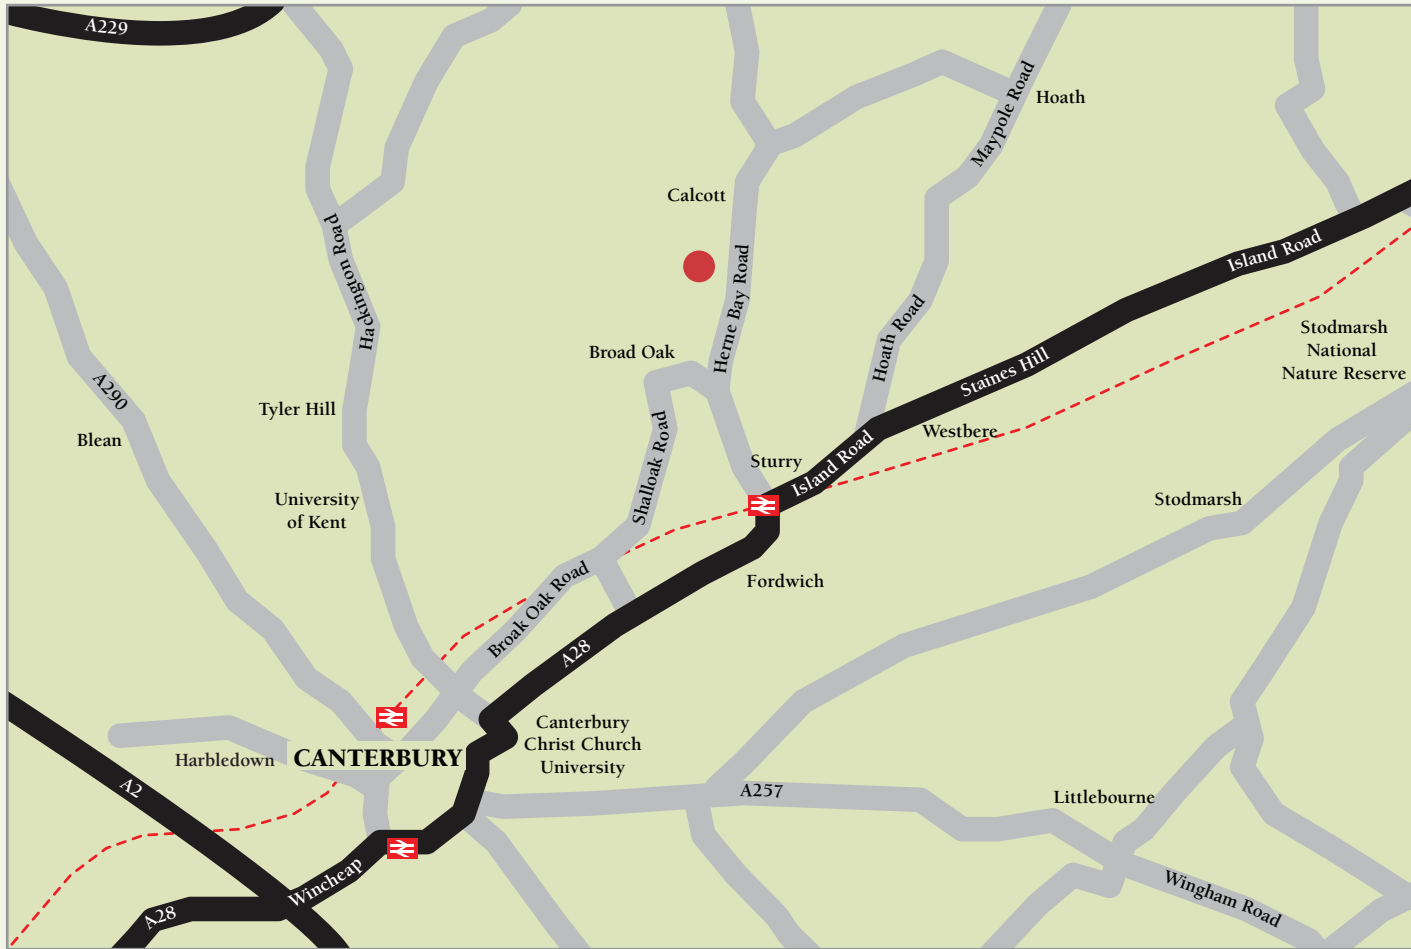 A229
Hoath
Maypole Road
Calcott
Hackington Road
Herne Bay Road
Island Road
Hoath Road
Stodmarsh
National
Nature Reserve
Broad Oak
Staines Hill
A290
Tyler Hill
Blean
Shalloak Road
Westbere
Sturry
Island Road
University
of Kent
Stodmarsh
Fordwich
Broak Oak Road
A28
Canterbury
Christ Church
University
Harbledown
CANTERBURY
A2
A257
Littlebourne
Wincheap
A28
Wingham Road